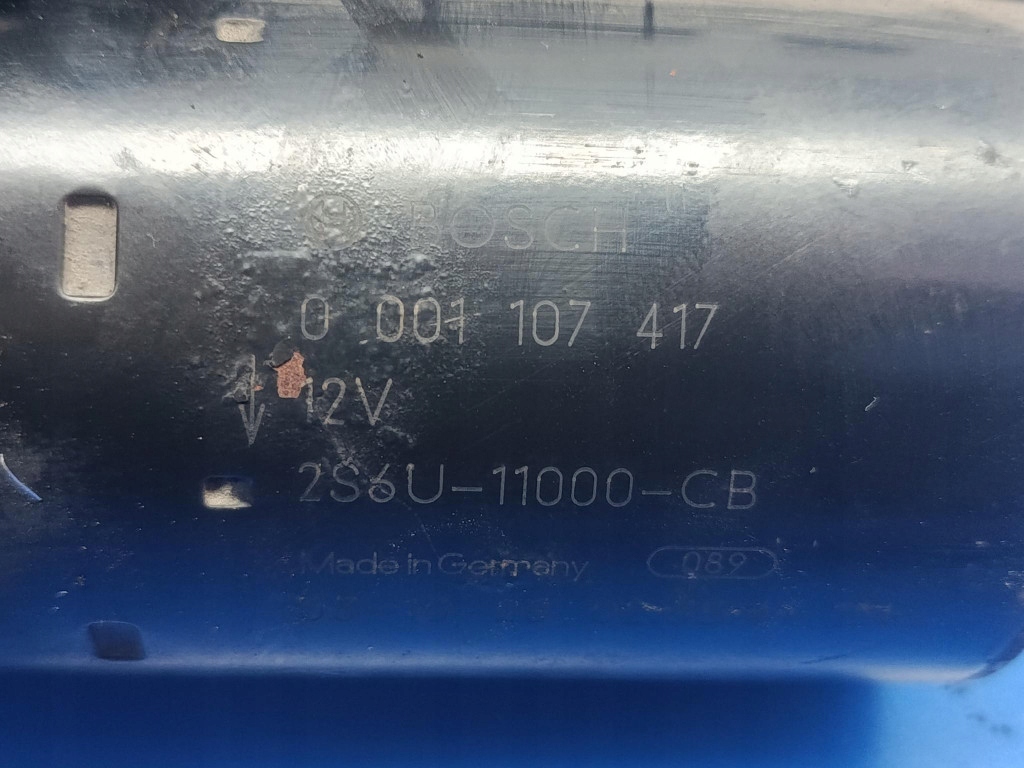 BOSCH
0 001 107 417
12V
2S6U-11000-CB
Made in Germany 089